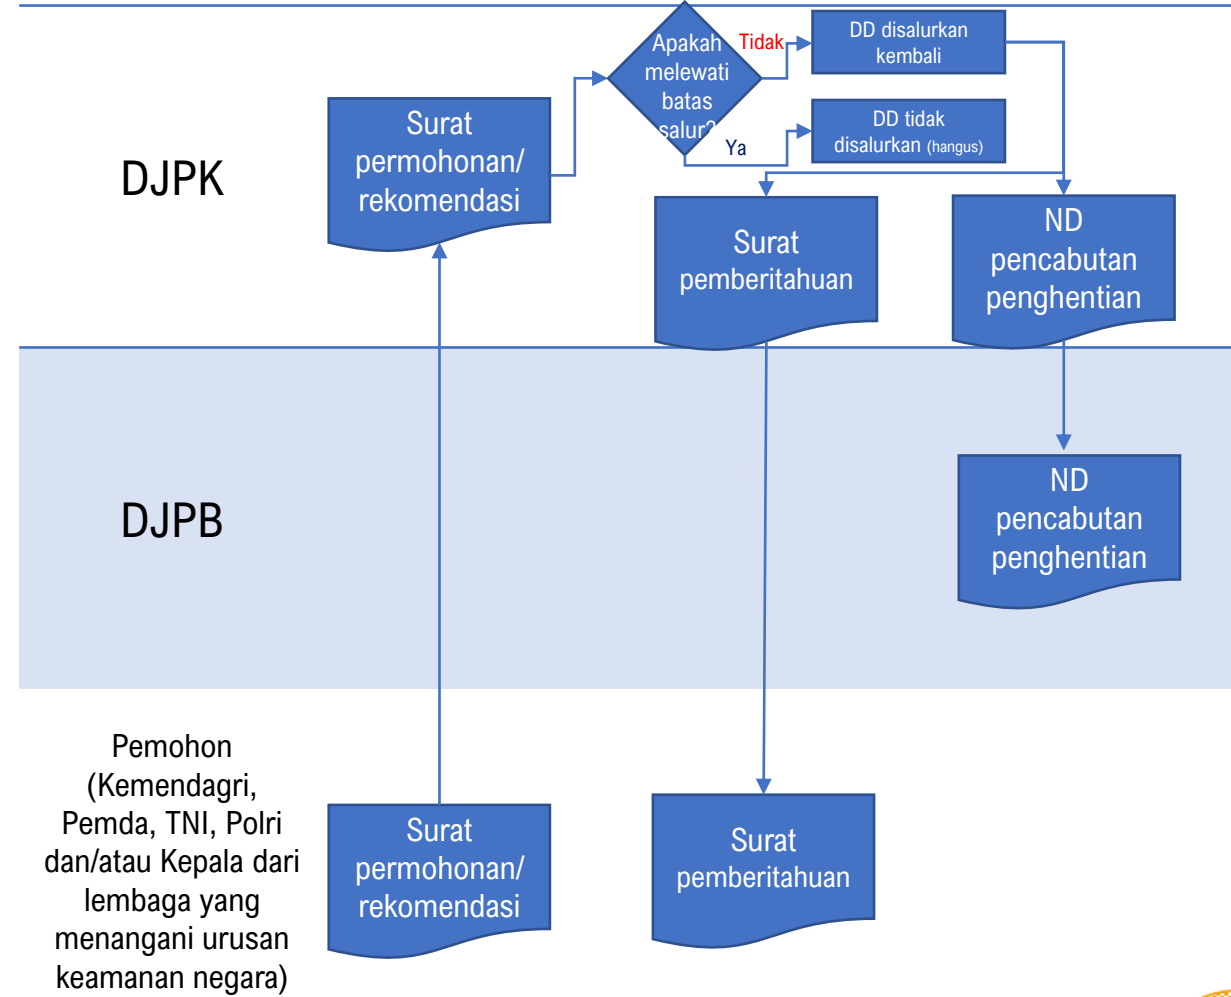 DJPK
Surat
permohonan/
rekomendasi
Apakah
melewati
batas
salur?
Tidak
Ya
DD disalurkan
kembali
DD tidak
disalurkan (hangus)
Surat
pemberitahuan
ND
pencabutan
penghentian
DJPB
ND
pencabutan
penghentian
Pemohon
(Kemendagri,
Pemda, TNI, Polri
dan/atau Kepala dari
lembaga yang
menangani urusan
keamanan negara)
Surat
permohonan/
rekomendasi
Surat
pemberitahuan